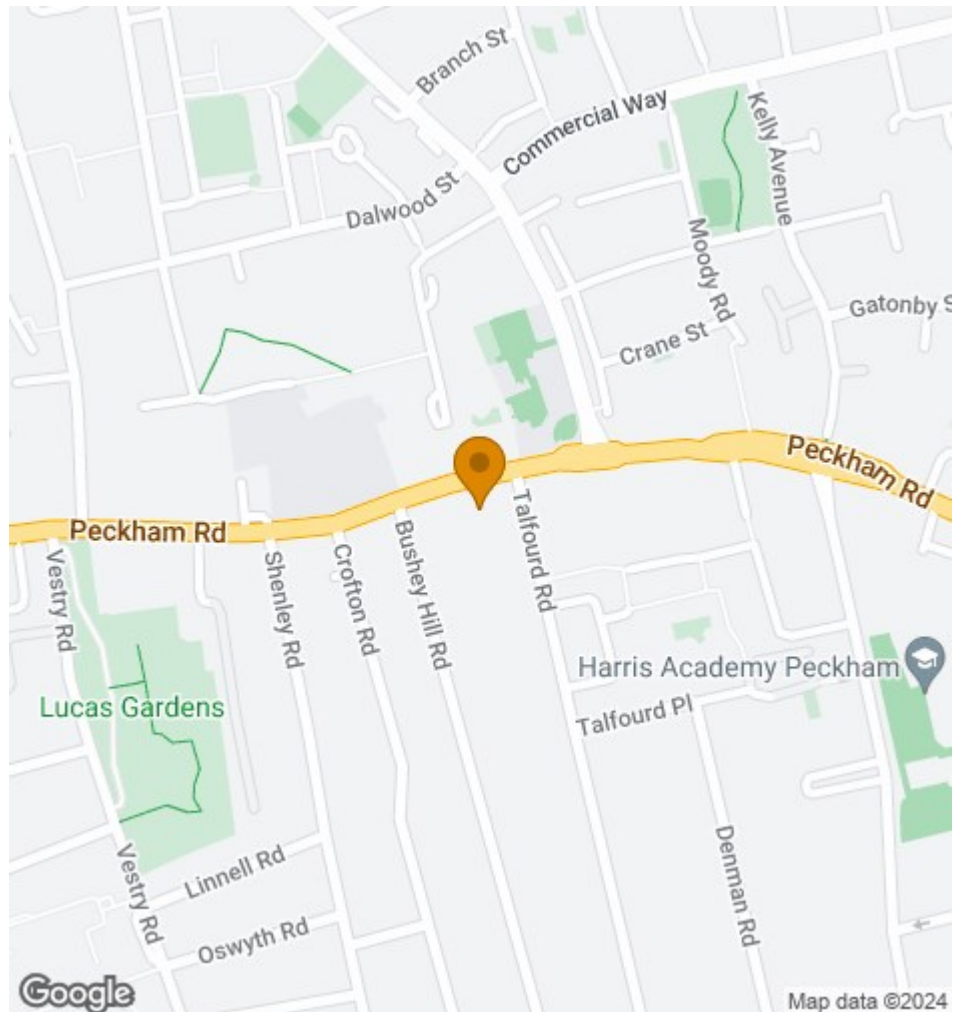 Branch St
Commercial Way
Kelly Avenue
Dalwood St
Moody Rd
Gatonby S
Crane St
Peckham Rd
Peckham Rd
Talfourd Rd
Bushey Hill Rd
Crofton Rd
Shenley Rd
Vestry Rd
Harris Academy Peckham
Lucas Gardens
Talfourd Pl
Denman Rd
Linnell Rd
Vestry Rd
Oswyth Rd
Google
Map data ©2024